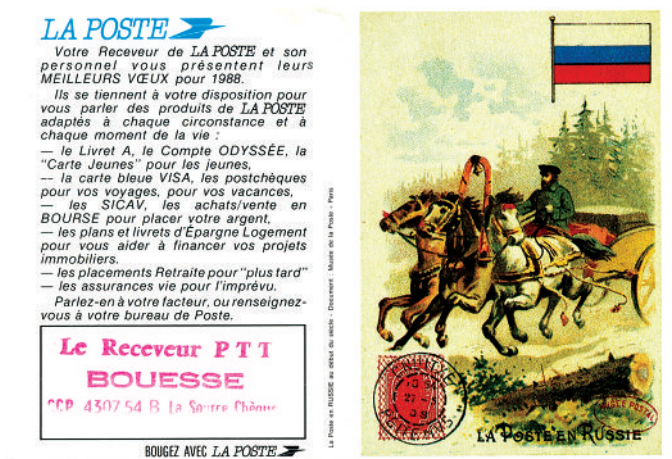 LA POSTE
Votre Receveur de LA POSTE et son
personnel vous présentent leurs
MEILLEURS VŒUX pour 1988.
Ils se tiennent à votre disposition pour
vous parler des produits de LA POSTE
adaptés à chaque circonstance et à
chaque moment de la vie :
— le Livret A, le Compte ODYSSÉE, la
"Carte Jeunes" pour les jeunes,
-- la carte bleue VISA, les postchèques
pour vos voyages, pour vos vacances,
— les SICAV, les achats/vente en
BOURSE pour placer votre argent,
— les plans et livrets d'Épargne Logement
pour vous aider à financer vos projets
immobiliers.
— les placements Retraite pour "plus tard"
— les assurances vie pour l'imprévu.
Parlez-en à votre facteur, ou renseignez-
vous à votre bureau de Poste.
Le Receveur PTT
BOUESSE
CCP 4307 54 B La Source Chèque
BOUGEZ AVEC LA POSTE
La Poste en RUSSIE au début du siècle - Document : Musée de la Poste - Paris
MUSÉE POSTAL
LA POSTE EN RUSSIE